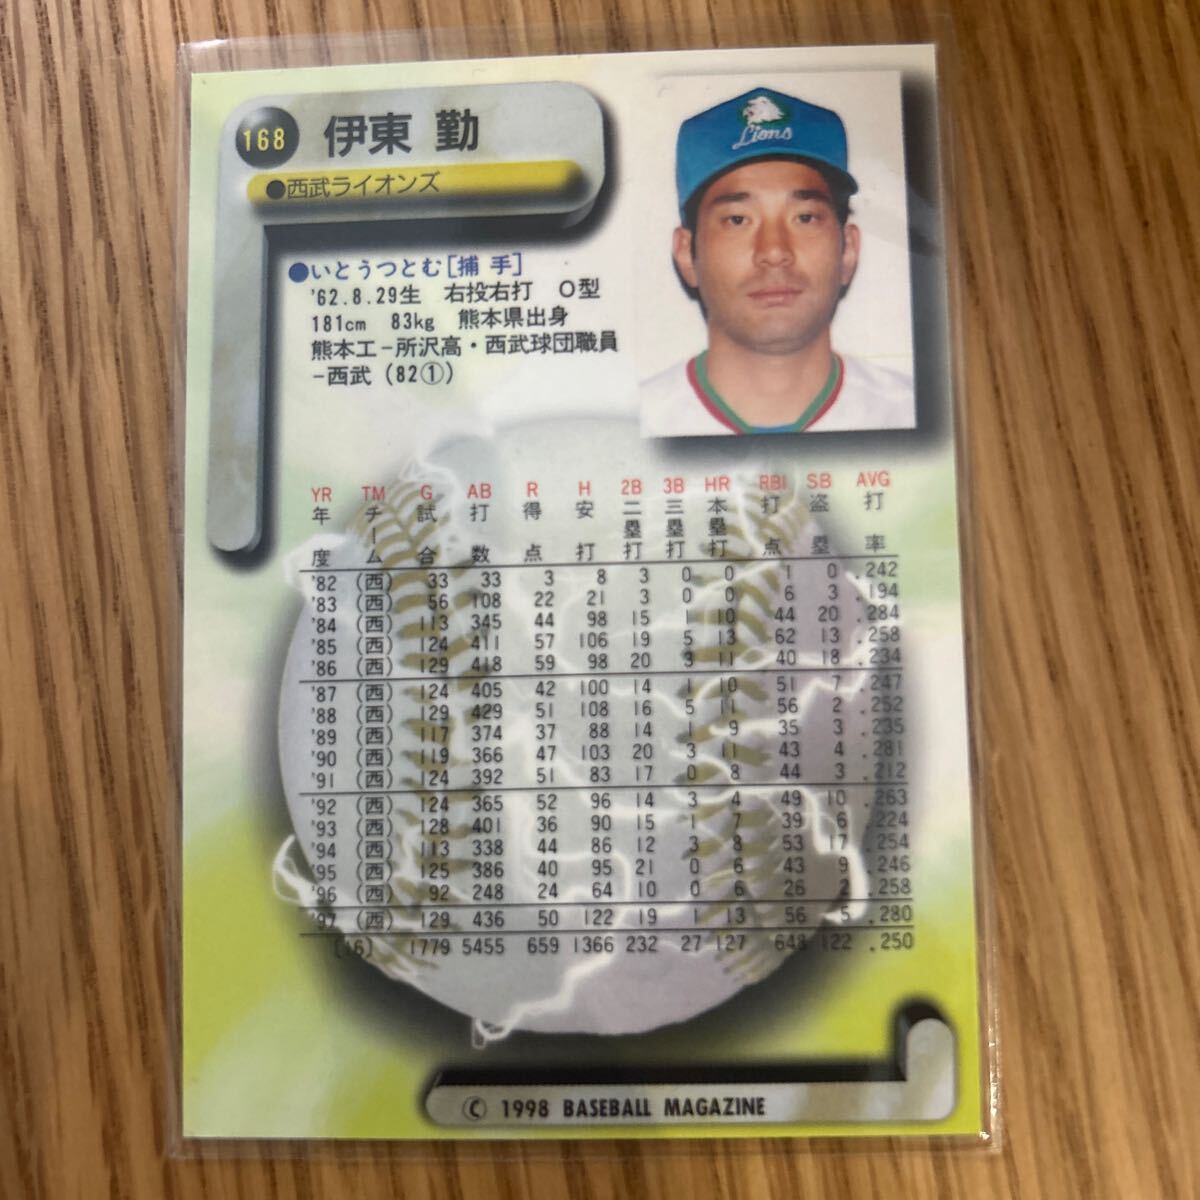 168 伊東 勤
●西武ライオンズ
Lions
●いとうつとむ[捕 手]
'62.8.29生 右投右打 O型
181cm 83kg 熊本県出身
熊本工−所沢高・西武球団職員
−西武 (82①)
YR TM G AB R H 2B 3B HR RBI SB AVG
年度 チーム 試合 打数 得点 安打 二塁打 三塁打 本塁打 打点 盗塁 打率
'82 (西) 33 33 3 8 3 0 0 1 0 .242
'83 (西) 56 108 22 21 3 0 0 6 3 .194
'84 (西) 113 345 44 98 15 1 10 44 20 .284
'85 (西) 124 411 57 106 19 5 13 62 13 .258
'86 (西) 129 418 59 98 20 3 11 40 18 .234
'87 (西) 124 405 42 100 14 1 10 51 7 .247
'88 (西) 129 429 51 108 16 5 11 56 2 .252
'89 (西) 117 374 37 88 14 1 9 35 3 .235
'90 (西) 119 366 47 103 20 3 11 43 4 .281
'91 (西) 124 392 51 83 17 0 8 44 3 .212
'92 (西) 124 365 52 96 14 3 4 49 10 .263
'93 (西) 128 401 36 90 15 1 7 39 6 .224
'94 (西) 113 338 44 86 12 3 8 53 17 .254
'95 (西) 125 386 40 95 21 0 6 43 9 .246
'96 (西) 92 248 24 64 10 0 6 26 2 .258
'97 (西) 129 436 50 122 19 1 13 56 5 .280
(16) 1779 5455 659 1366 232 27 127 648 122 .250
© 1998 BASEBALL MAGAZINE